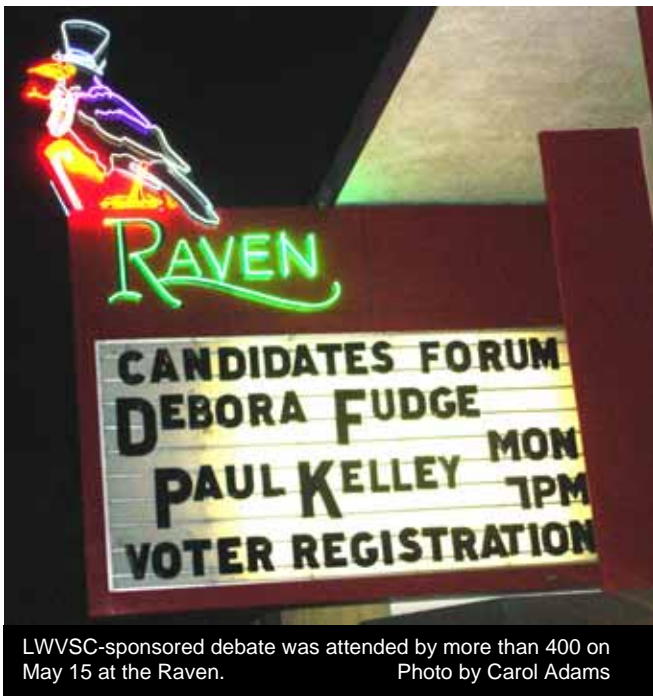 RAVEN
CANDIDATES FORUM
DEBORA FUDGE
MON
PAUL KELLEY
7PM
VOTER REGISTRATION
LWVSC-sponsored debate was attended by more than 400 on
May 15 at the Raven. Photo by Carol Adams